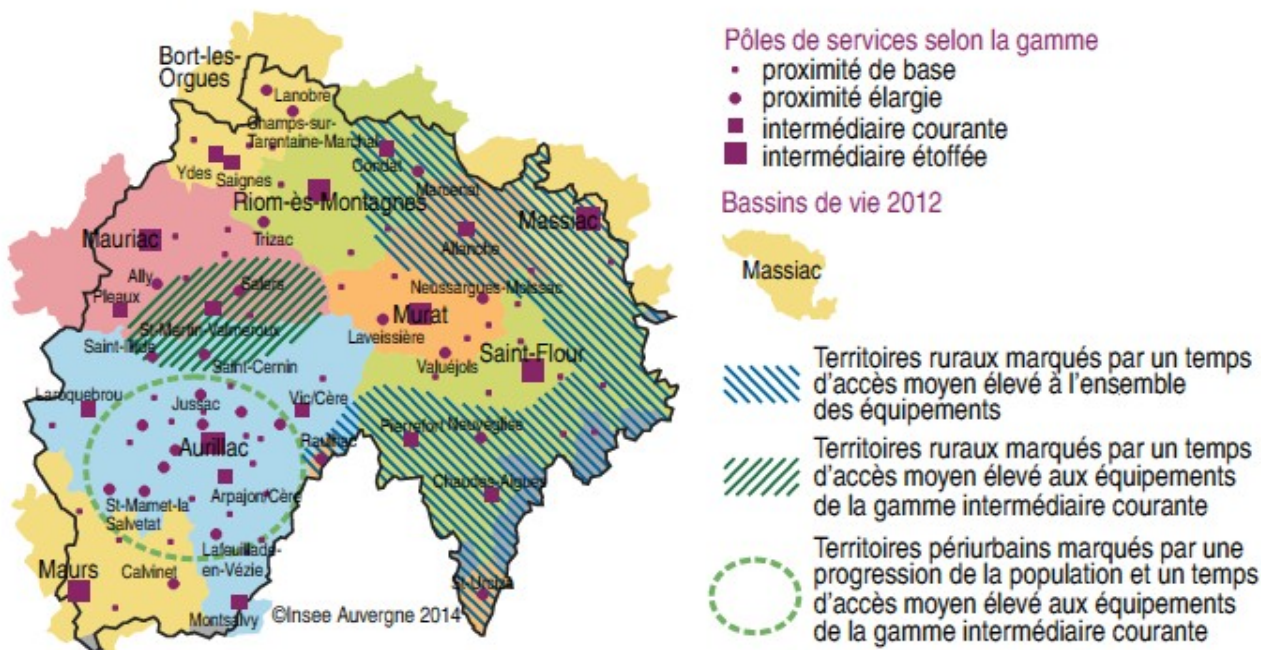 Bort-les-
Orgues
Lanobre
Champs-sur-
Tarentaine-Marchal
Condat
Ydes
Saignes
Marcenat
Riom-ès-Montagnes
Massiac
Mauriac
Trizac
Allanche
Ally
Salers
Neussargues-Moissac
Pleaux
Murat
St-Martin-Valmeroux
Laveissière
Saint-Illide
Saint-Flour
Saint-Cernin
Valuéjols
Laroquebrou
Vic/Cère
Jussac
Pierrefort
Neuvéglise
Aurillac
Raulhac
Chaudes-Aigues
Arpajon/Cère
St-Mamet-la
Salvetat
Lafeuillade-
en-Vézie
Maurs
Calvinet
St-Urcize
Montsalvy
©Insee Auvergne 2014
Pôles de services selon la gamme
proximité de base
proximité élargie
intermédiaire courante
intermédiaire étoffée
Bassins de vie 2012
Massiac
Territoires ruraux marqués par un temps
d'accès moyen élevé à l'ensemble
des équipements
Territoires ruraux marqués par un temps
d'accès moyen élevé aux équipements
de la gamme intermédiaire courante
Territoires périurbains marqués par une
progression de la population et un temps
d'accès moyen élevé aux équipements
de la gamme intermédiaire courante